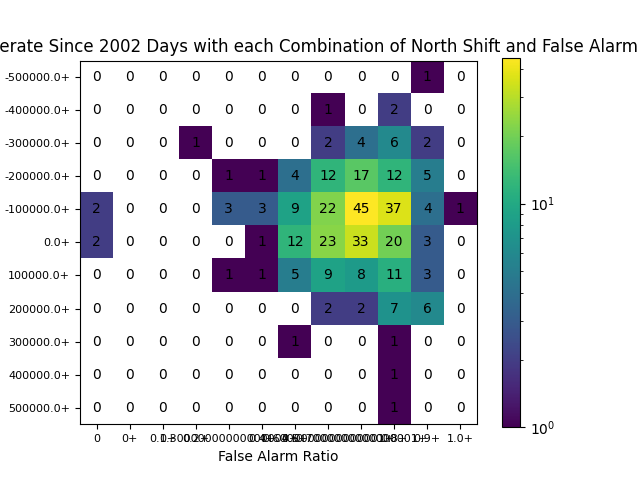 erate Since 2002 Days with each Combination of North Shift and False Alarm
-500000.0+ 0 0 0 0 0 0 0 0 0 0 1 0
-400000.0+ 0 0 0 0 0 0 0 1 0 2 0 0
-300000.0+ 0 0 0 1 0 0 0 2 4 6 2 0
-200000.0+ 0 0 0 0 1 1 4 12 17 12 5 0
-100000.0+ 2 0 0 0 3 3 9 22 45 37 4 1
0.0+ 2 0 0 0 0 1 12 23 33 20 3 0
100000.0+ 0 0 0 0 1 1 5 9 8 11 3 0
200000.0+ 0 0 0 0 0 0 0 2 2 7 6 0
300000.0+ 0 0 0 0 0 0 1 0 0 1 0 0
400000.0+ 0 0 0 0 0 0 0 0 0 1 0 0
500000.0+ 0 0 0 0 0 0 0 0 0 1 0 0
0 0+ 1.0+
False Alarm Ratio
10¹
10⁰